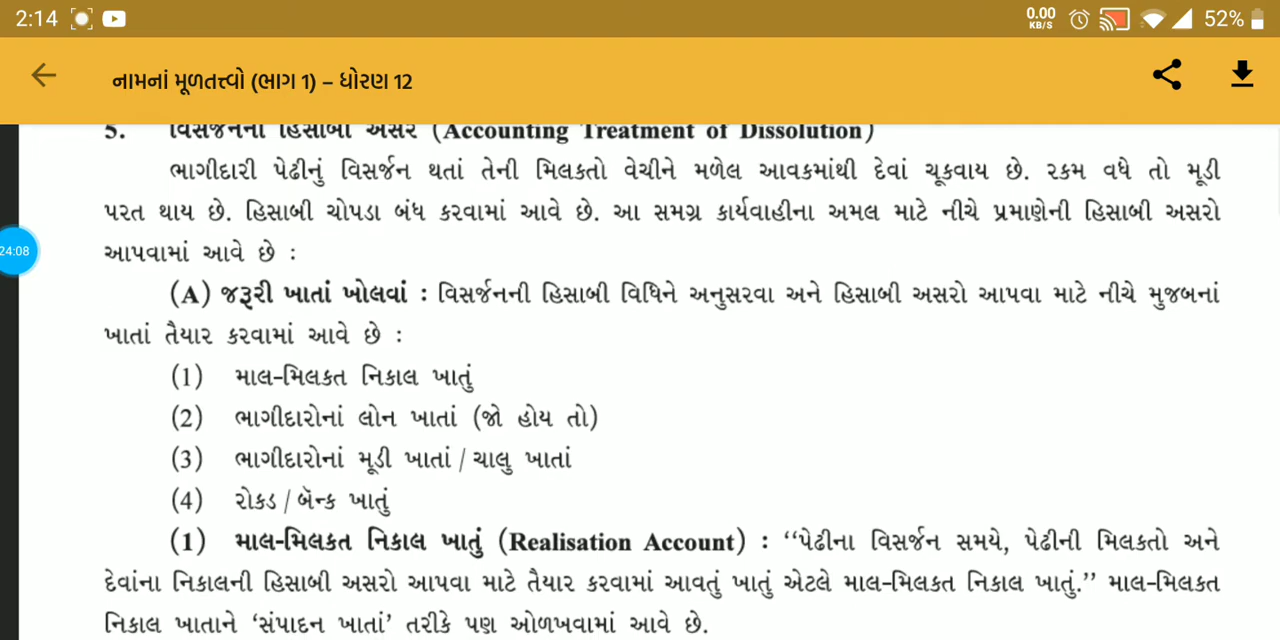 2:14
0.00
KB/S
52%
નામનાં મૂળતત્ત્વો (ભાગ 1) – ધોરણ 12
5. વિસર્જનની હિસાબી અસર (Accounting Treatment of Dissolution)
ભાગીદારી પેઢીનું વિસર્જન થતાં તેની મિલકતો વેચીને મળેલ આવકમાંથી દેવાં ચૂકવાય છે. રકમ વધે તો મૂડી
પરત થાય છે. હિસાબી ચોપડા બંધ કરવામાં આવે છે. આ સમગ્ર કાર્યવાહીના અમલ માટે નીચે પ્રમાણેની હિસાબી અસરો
24:08
આપવામાં આવે છે :
(A) જરૂરી ખાતાં ખોલવાં : વિસર્જનની હિસાબી વિધિને અનુસરવા અને હિસાબી અસરો આપવા માટે નીચે મુજબનાં
ખાતાં તૈયાર કરવામાં આવે છે :
(1) માલ-મિલકત નિકાલ ખાતું
(2) ભાગીદારોનાં લોન ખાતાં (જો હોય તો)
(3) ભાગીદારોનાં મૂડી ખાતાં / ચાલુ ખાતાં
(4) રોકડ / બૅન્ક ખાતું
(1) માલ-મિલકત નિકાલ ખાતું (Realisation Account) : ‘‘પેઢીના વિસર્જન સમયે, પેઢીની મિલકતો અને
દેવાંના નિકાલની હિસાબી અસરો આપવા માટે તૈયાર કરવામાં આવતું ખાતું એટલે માલ-મિલકત નિકાલ ખાતું.’’ માલ-મિલકત
નિકાલ ખાતાને ‘સંપાદન ખાતાં’ તરીકે પણ ઓળખવામાં આવે છે.